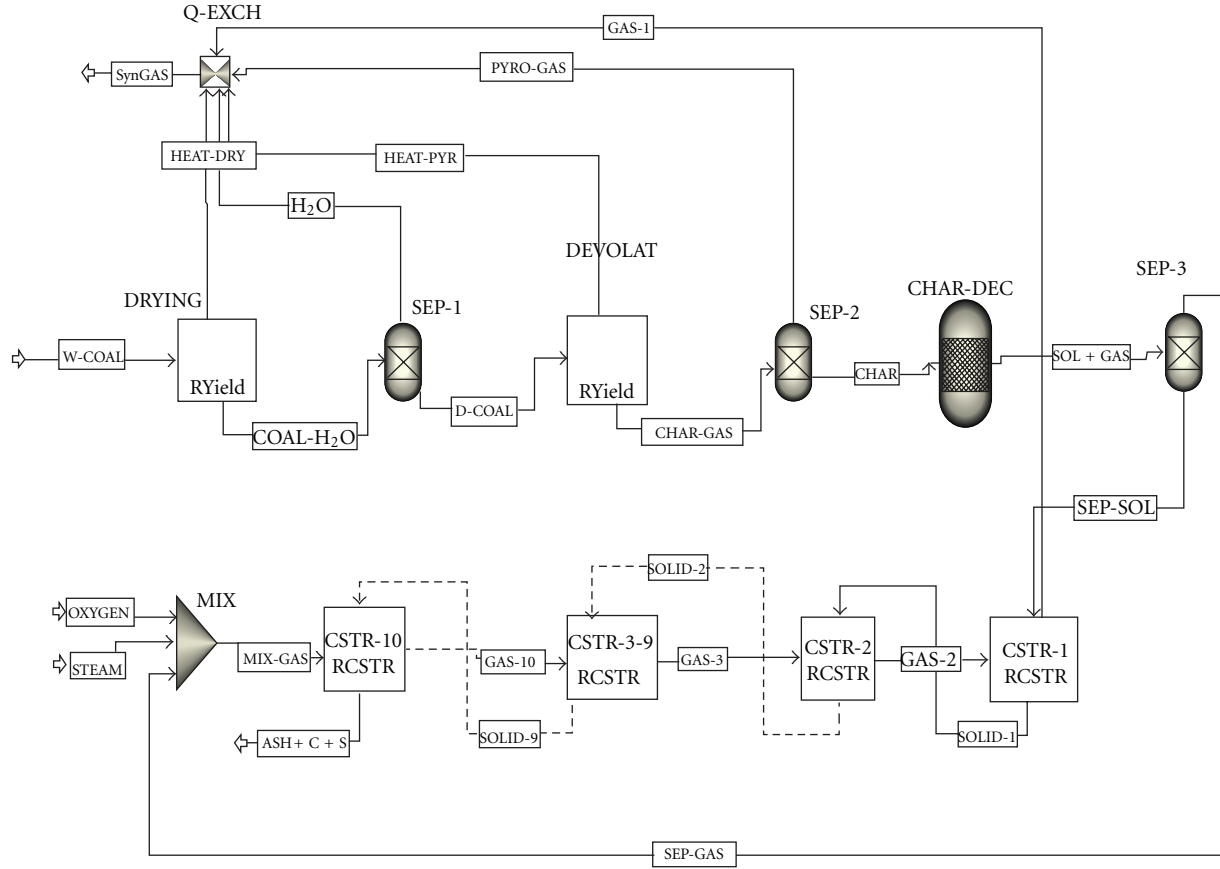 Q-EXCH
GAS-1
SynGAS
PYRO-GAS
HEAT-DRY
HEAT-PYR
H₂O
DEVOLAT
SEP-3
CHAR-DEC
DRYING
SEP-1
SEP-2
W-COAL
RYield
RYield
SOL + GAS
CHAR
D-COAL
COAL-H₂O
CHAR-GAS
SEP-SOL
SOLID-2
MIX
OXYGEN
STEAM
MIX-GAS
CSTR-10
RCSTR
GAS-10
CSTR-3-9
RCSTR
GAS-3
CSTR-2
RCSTR
GAS-2
CSTR-1
RCSTR
ASH + C + S
SOLID-9
SOLID-1
SEP-GAS